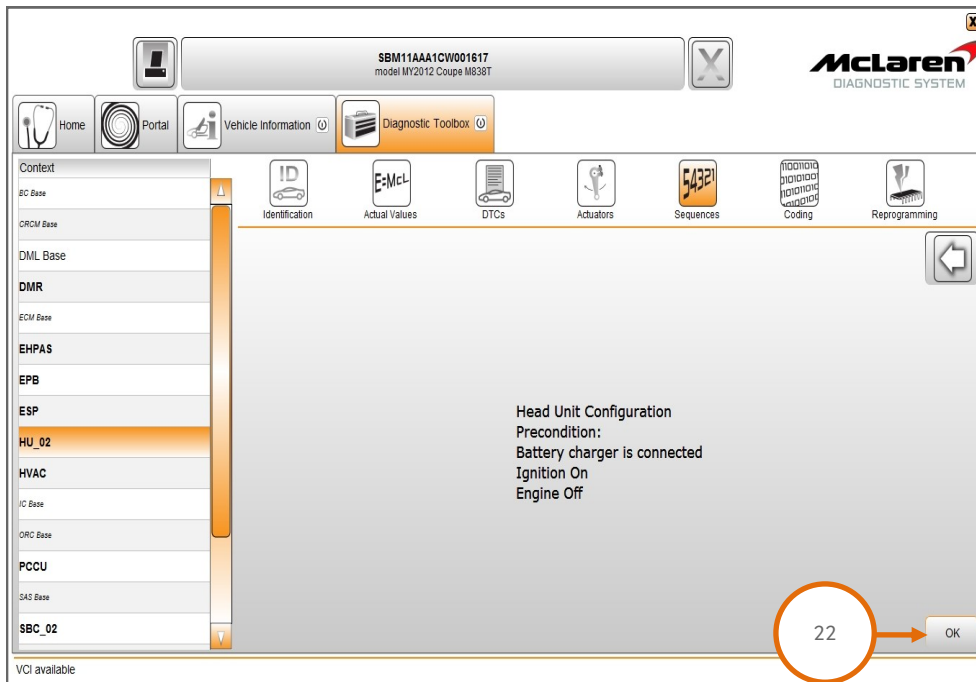 X
SBM11AAA1CW001617
model MY2012 Coupe M838T
X
McLaren
DIAGNOSTIC SYSTEM
Home
Portal
Vehicle Information
Diagnostic Toolbox
Context
BC Base
CRCM Base
DML Base
DMR
ECM Base
EHPAS
EPB
ESP
HU_02
HVAC
IC Base
ORC Base
PCCU
SAS Base
SBC_02
ID
Identification
E=McL
Actual Values
DTCs
Actuators
54321
Sequences
Coding
Reprogramming
Head Unit Configuration
Precondition:
Battery charger is connected
Ignition On
Engine Off
22
OK
VCI available